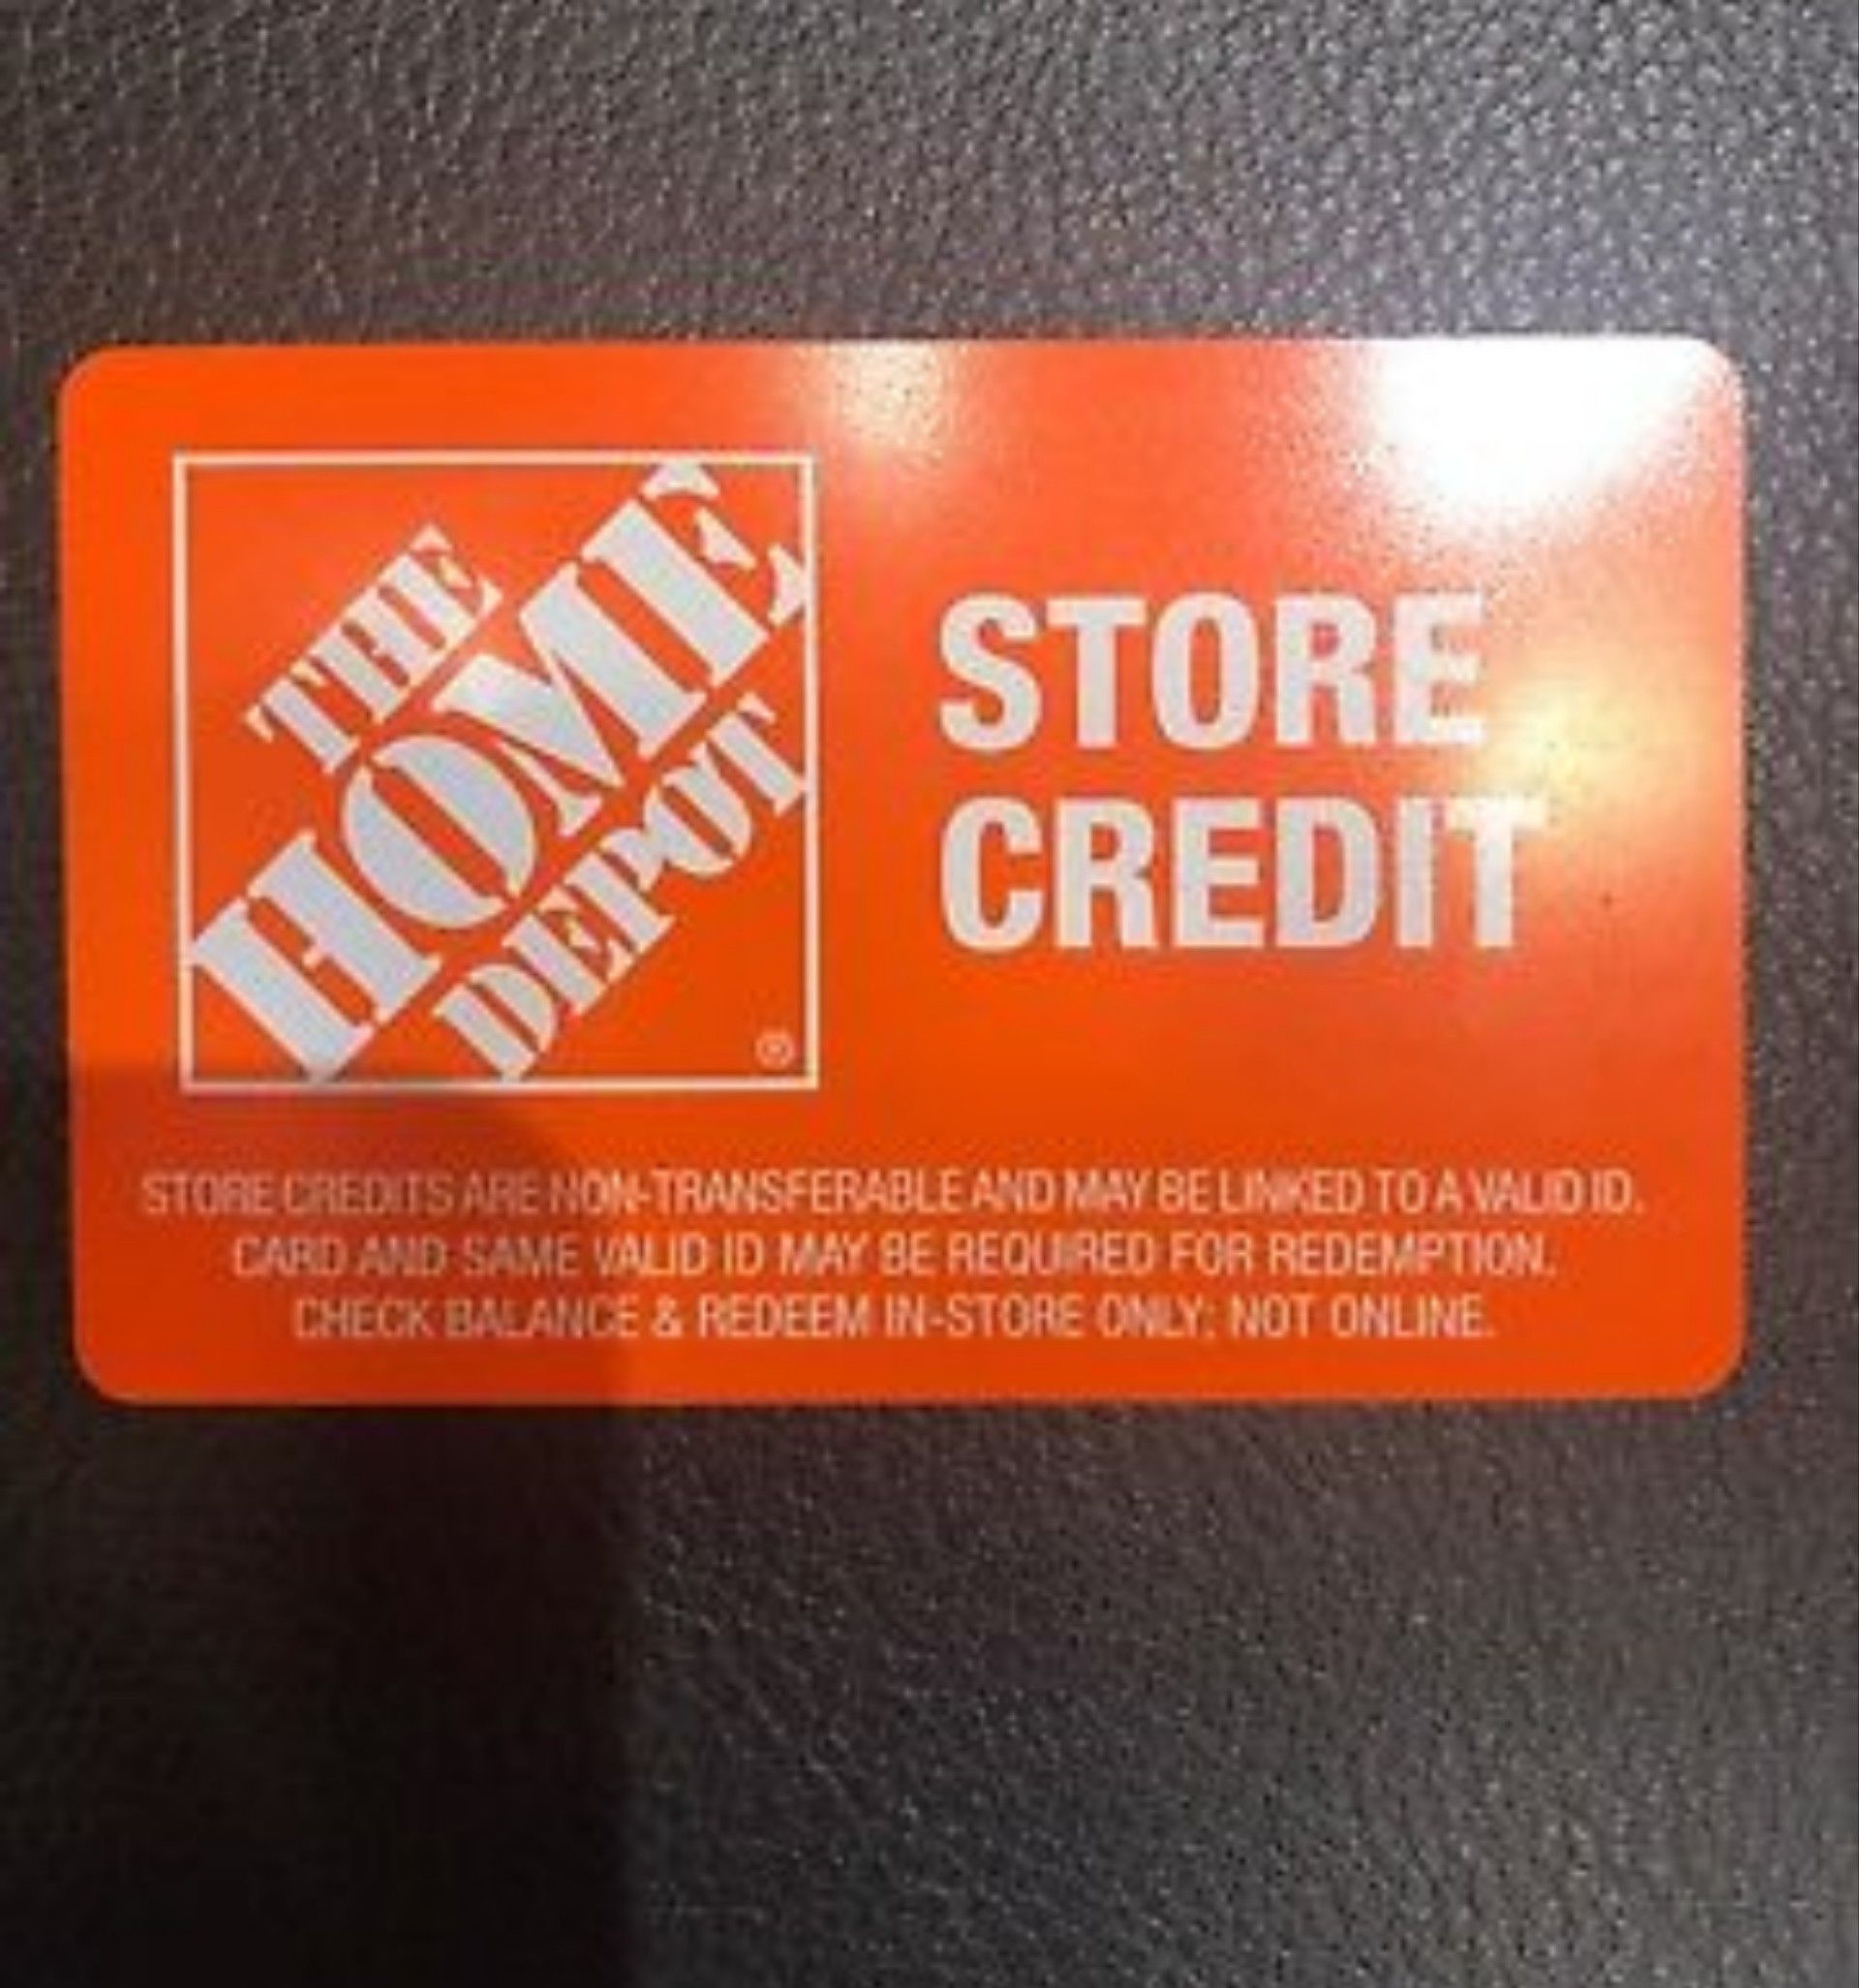 THE
HOME
DEPOT
®
STORE
CREDIT
STORE CREDITS ARE NON-TRANSFERABLE AND MAY BE LINKED TO A VALID ID.
CARD AND SAME VALID ID MAY BE REQUIRED FOR REDEMPTION.
CHECK BALANCE & REDEEM IN-STORE ONLY; NOT ONLINE.